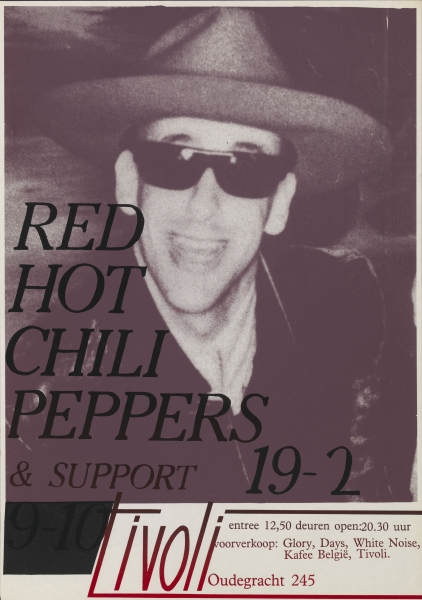 RED
HOT
CHILI
PEPPERS
& SUPPORT 19-2
9-10
tivoli
entree 12,50 deuren open:20.30 uur
voorverkoop: Glory, Days, White Noise,
Kafee België, Tivoli.
Oudegracht 245